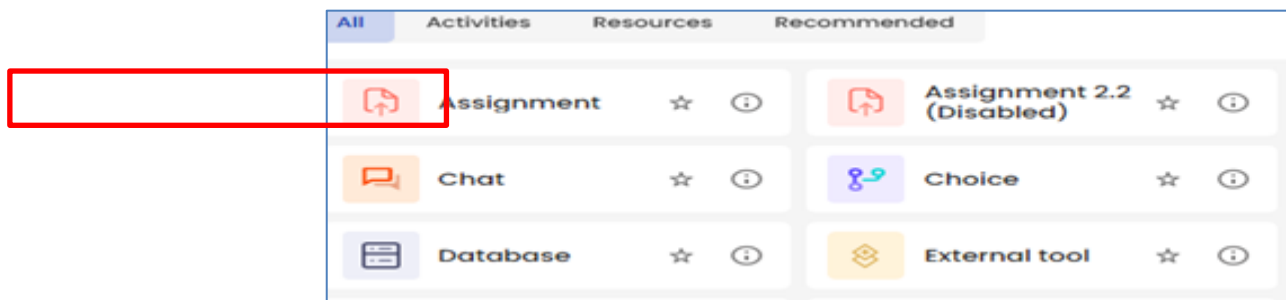 All Activities Resources Recommended
Assignment
Assignment 2.2
(Disabled)
Chat
Choice
Database
External tool